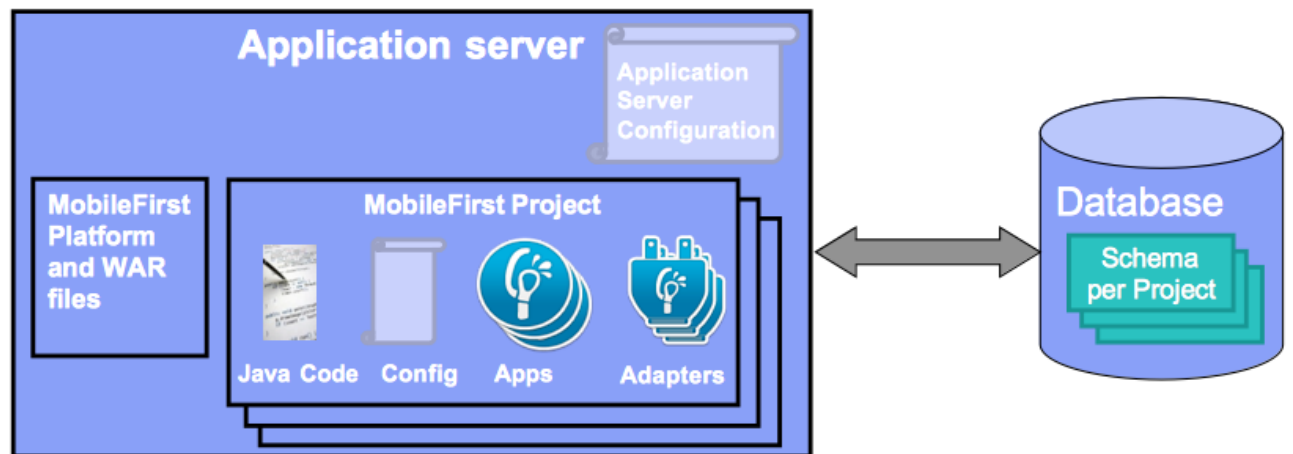 Application server
Application
Server
Configuration
MobileFirst
Platform
and WAR
files
MobileFirst Project
Java Code
Config
Apps
Adapters
Database
Schema
per Project